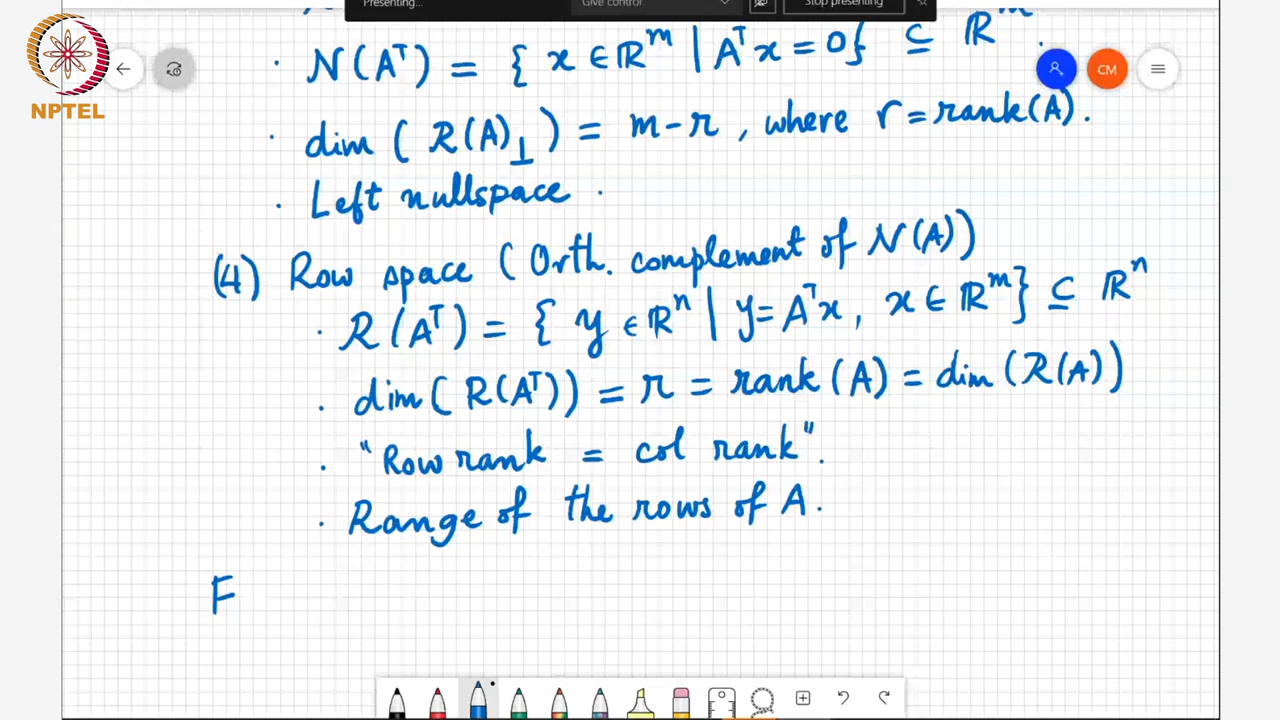 Presenting...
Give control
Stop presenting
NPTEL
CM
· N(Aᵀ) = { x ∈ ℝᵐ | Aᵀx = 0} ⊆ ℝᵐ.
· dim ( R(A)⊥ ) = m - r , where r = rank(A).
· Left nullspace .
(4) Row space ( Orth. complement of N(A))
· R(Aᵀ) = { y ∈ ℝⁿ | y = Aᵀx, x ∈ ℝᵐ} ⊆ ℝⁿ
· dim( R(Aᵀ)) = r = rank (A) = dim (R(A))
· "Row rank = col rank".
· Range of the rows of A.
F